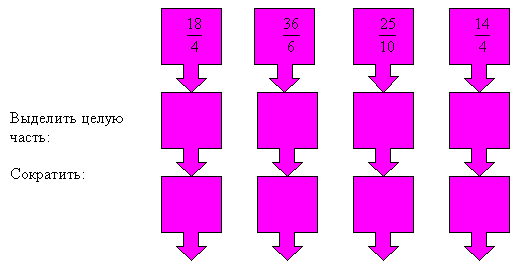 18/4 36/6 25/10 14/4
Выделить целую
часть:
Сократить: